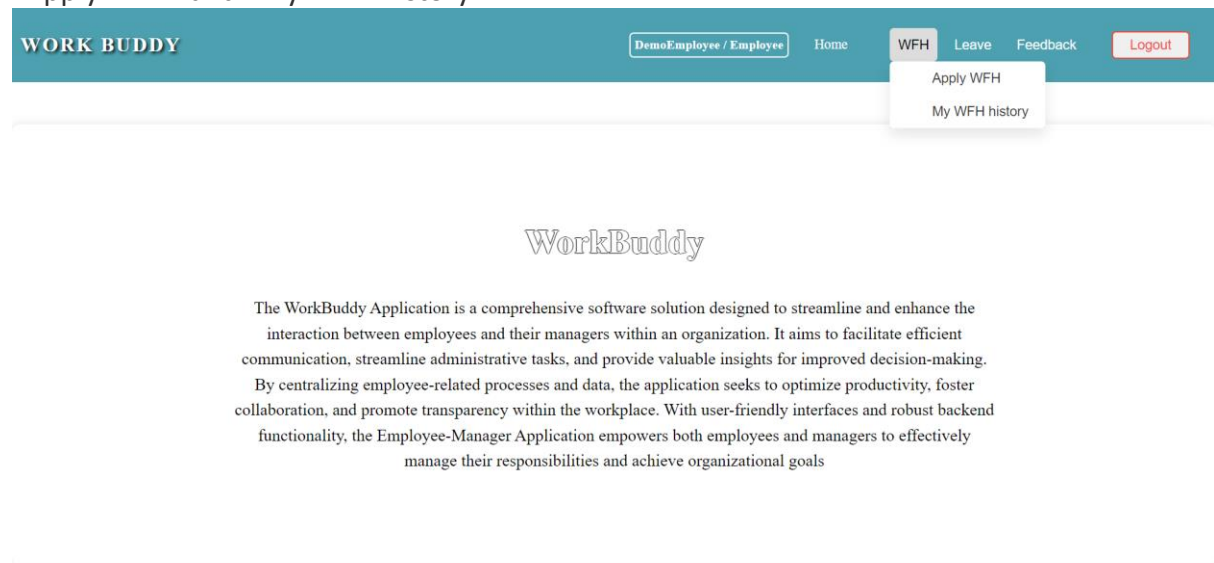 WORK BUDDY
DemoEmployee / Employee
Home
WFH
Leave
Feedback
Logout
Apply WFH
My WFH history
WorkBuddy
The WorkBuddy Application is a comprehensive software solution designed to streamline and enhance the
interaction between employees and their managers within an organization. It aims to facilitate efficient
communication, streamline administrative tasks, and provide valuable insights for improved decision-making.
By centralizing employee-related processes and data, the application seeks to optimize productivity, foster
collaboration, and promote transparency within the workplace. With user-friendly interfaces and robust backend
functionality, the Employee-Manager Application empowers both employees and managers to effectively
manage their responsibilities and achieve organizational goals